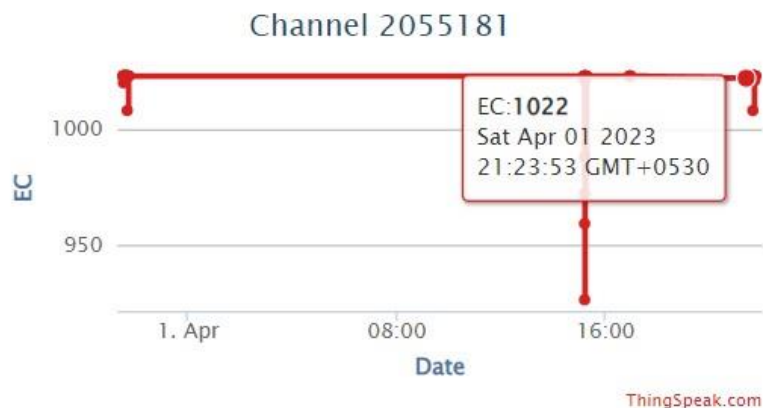 Channel 2055181
1000
950
EC
EC:1022
Sat Apr 01 2023
21:23:53 GMT+0530
1. Apr
08:00
16:00
Date
ThingSpeak.com